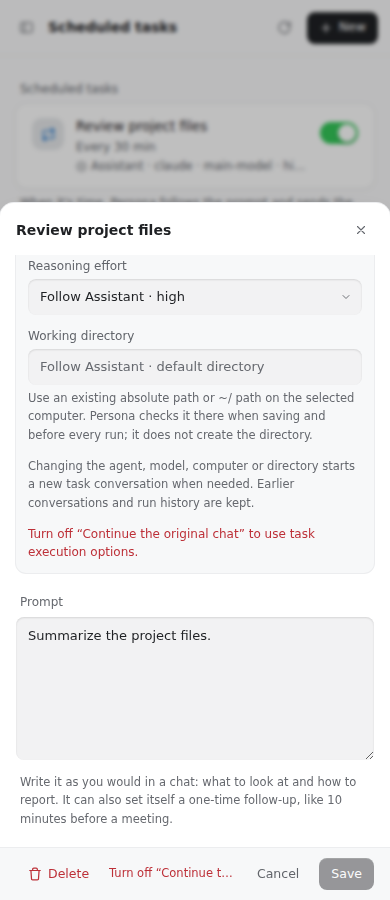 Scheduled tasks
New
Scheduled tasks
Review project files
Every 30 min
Assistant · claude · main-model · hi...
Review project files
Reasoning effort
Follow Assistant · high
Working directory
Follow Assistant · default directory
Use an existing absolute path or ~/ path on the selected
computer. Persona checks it there when saving and
before every run; it does not create the directory.
Changing the agent, model, computer or directory starts
a new task conversation when needed. Earlier
conversations and run history are kept.
Turn off “Continue the original chat” to use task
execution options.
Prompt
Summarize the project files.
Write it as you would in a chat: what to look at and how to
report. It can also set itself a one-time follow-up, like 10
minutes before a meeting.
Delete
Turn off “Continue t...
Cancel
Save